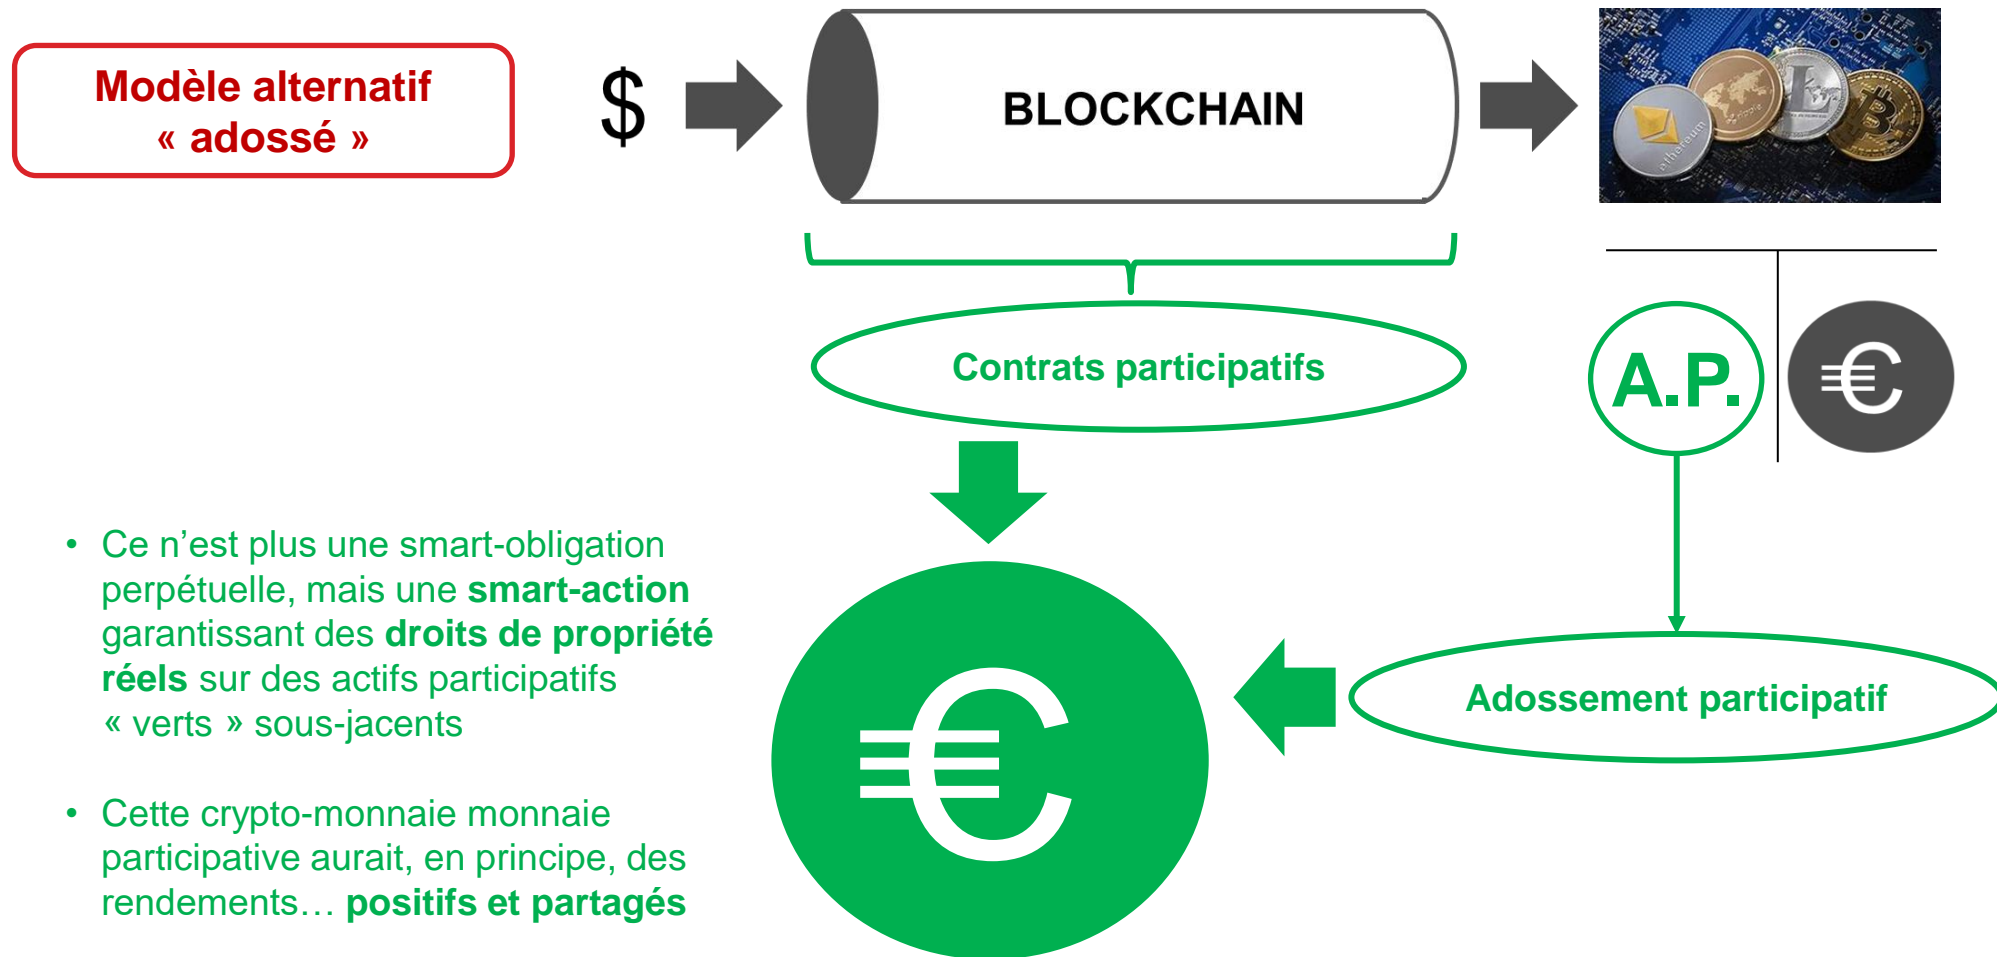 Modèle alternatif
« adossé »
$
BLOCKCHAIN
ethereum
ripple
Contrats participatifs
A.P.
• Ce n’est plus une smart-obligation
perpétuelle, mais une smart-action
garantissant des droits de propriété
réels sur des actifs participatifs
« verts » sous-jacents
Adossement participatif
• Cette crypto-monnaie monnaie
participative aurait, en principe, des
rendements… positifs et partagés